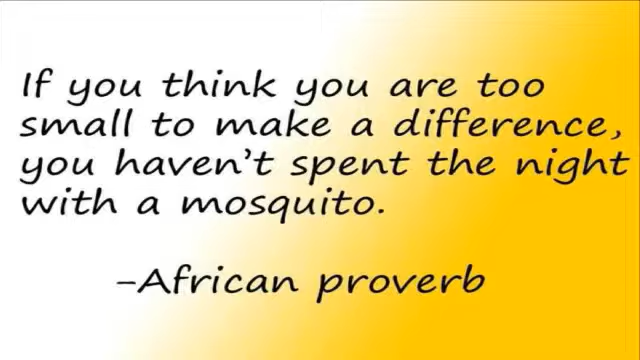 If you think you are too
small to make a difference,
you haven't spent the night
with a mosquito.
-African proverb